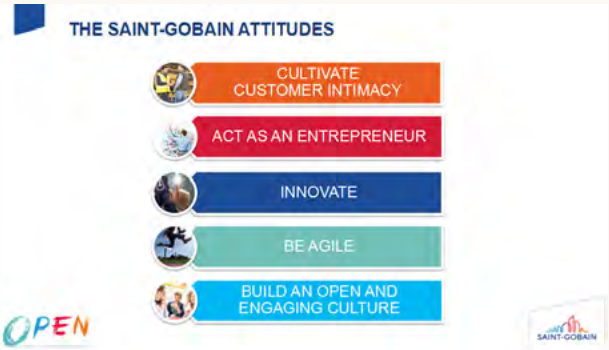 THE SAINT-GOBAIN ATTITUDES
CULTIVATE
CUSTOMER INTIMACY
ACT AS AN ENTREPRENEUR
INNOVATE
BE AGILE
BUILD AN OPEN AND
ENGAGING CULTURE
OPEN
SAINT-GOBAIN